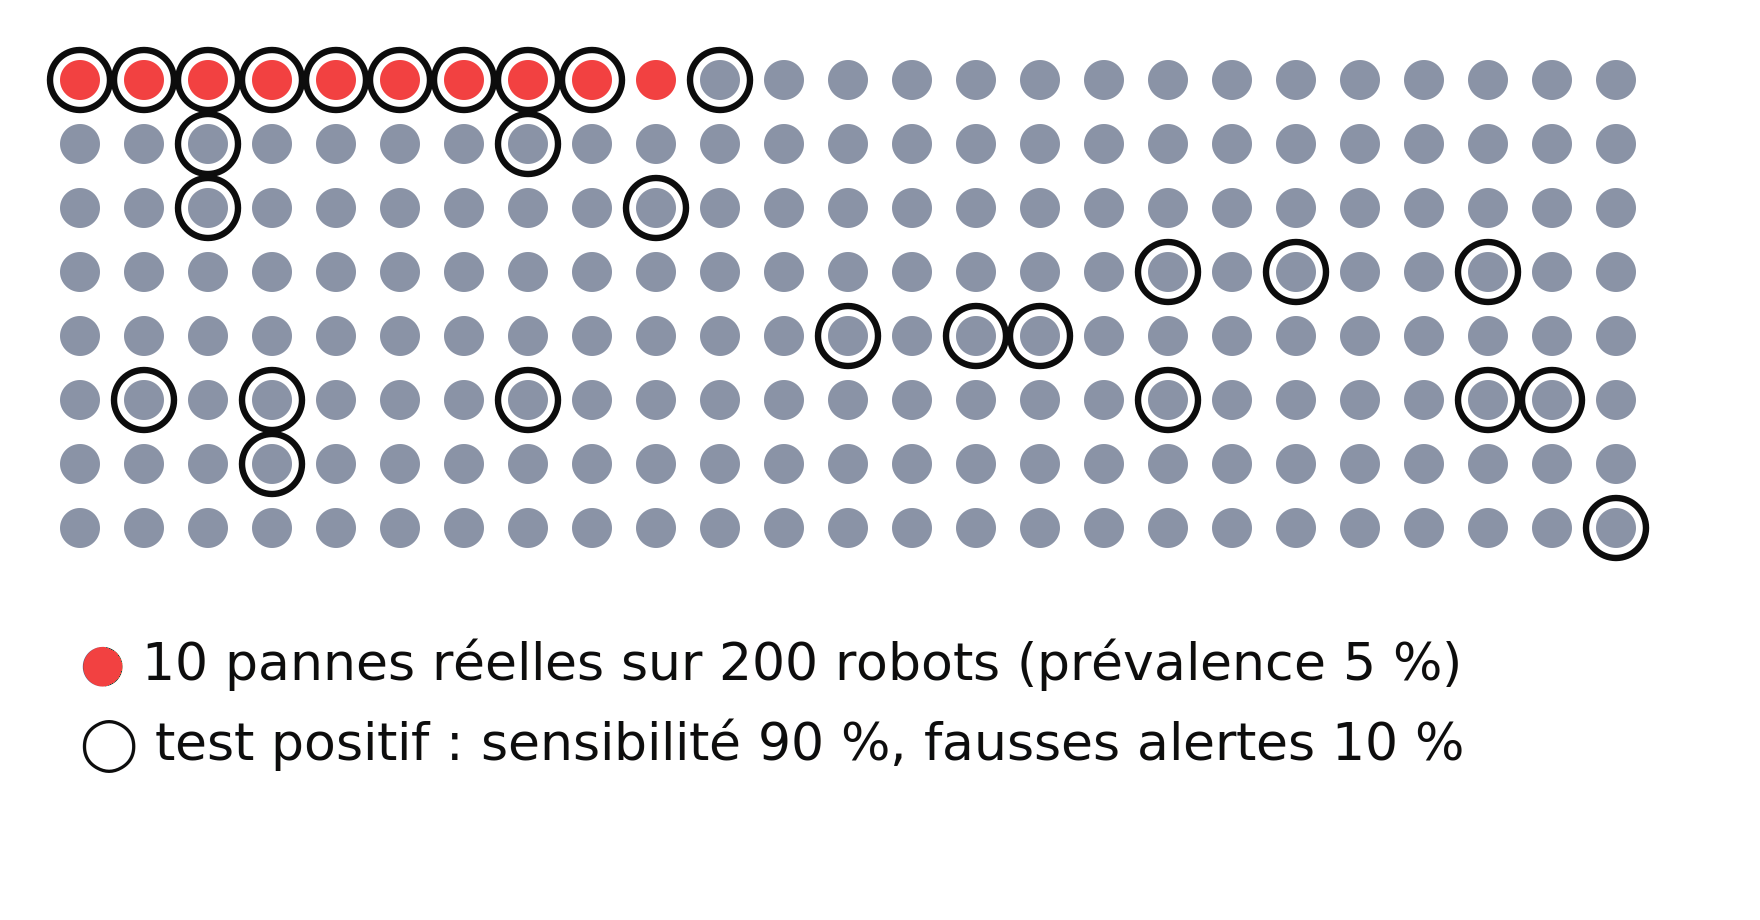 10 pannes réelles sur 200 robots (prévalence 5 %)
test positif : sensibilité 90 %, fausses alertes 10 %